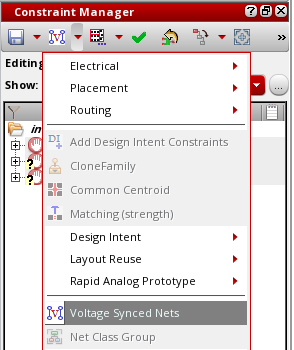 Constraint Manager
Editing
Electrical
Placement
Show:
Routing
in
Add Design Intent Constraints
CloneFamily
Common Centroid
Matching (strength)
Design Intent
Layout Reuse
Rapid Analog Prototype
Voltage Synced Nets
Net Class Group